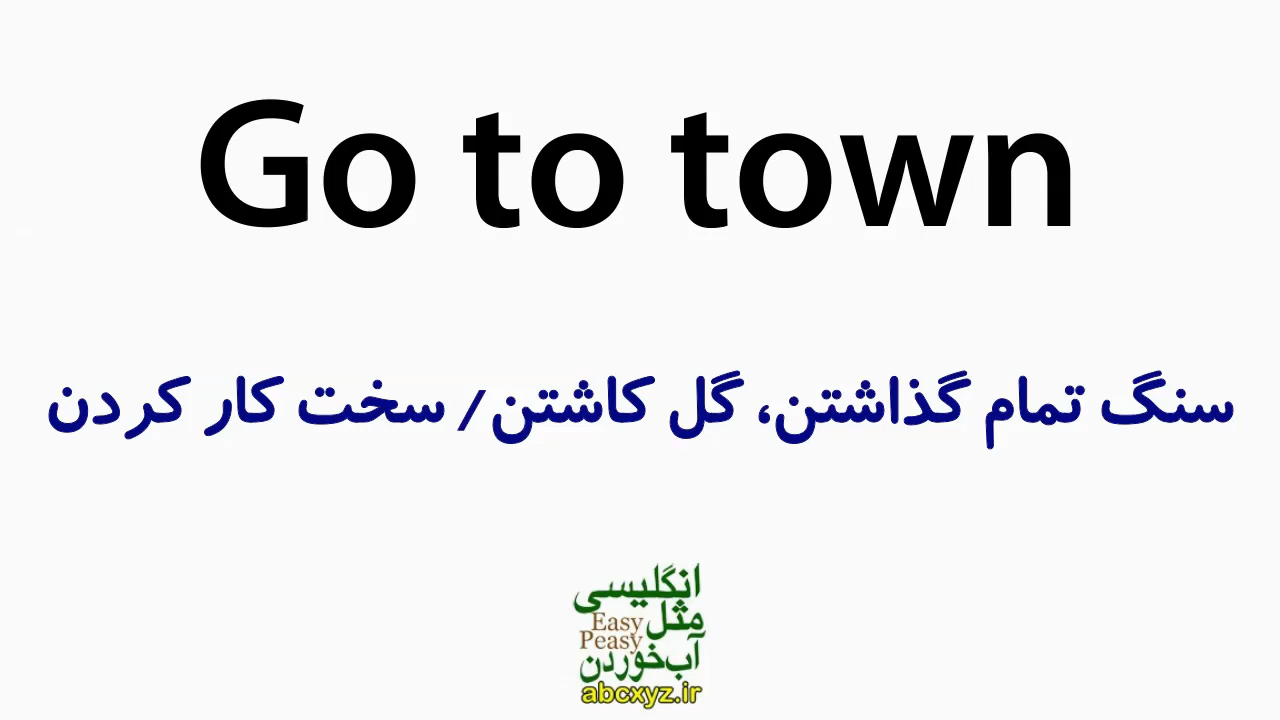 Go to town
سنگ تمام گذاشتن، گل کاشتن/ سخت کار کردن
انگلیسی
مثل Easy
Peasy
آب‌خوردن
abcxyz.ir